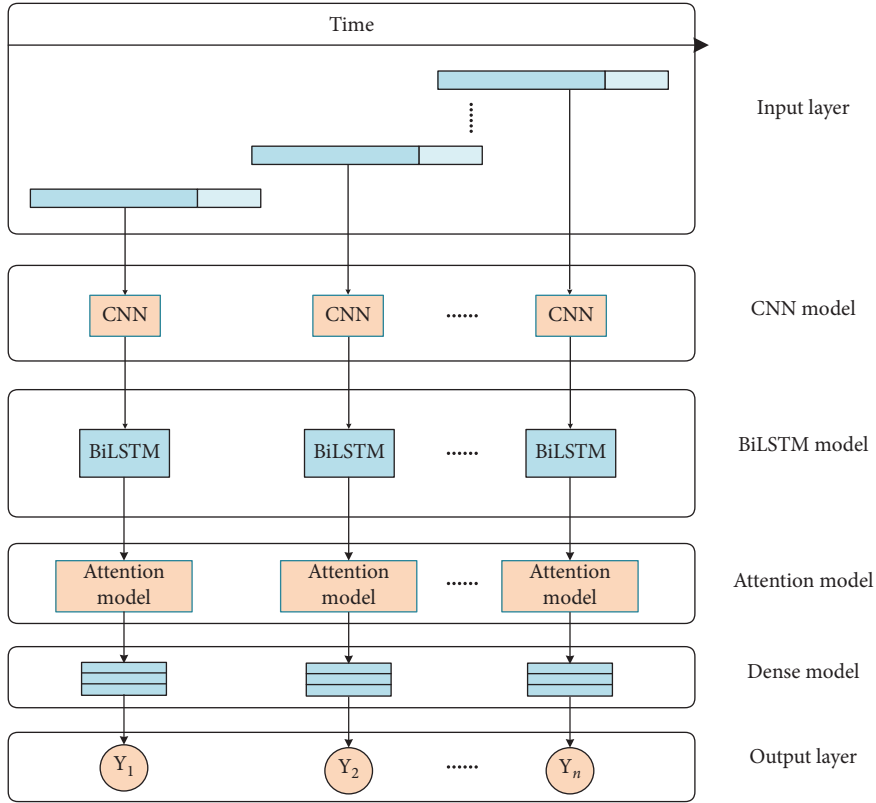 Time
Input layer
CNN CNN ...... CNN
CNN model
BiLSTM BiLSTM ...... BiLSTM
BiLSTM model
Attention model
Attention model
......
Attention model
Attention model
Dense model
Y1 Y2 ...... Yn
Output layer